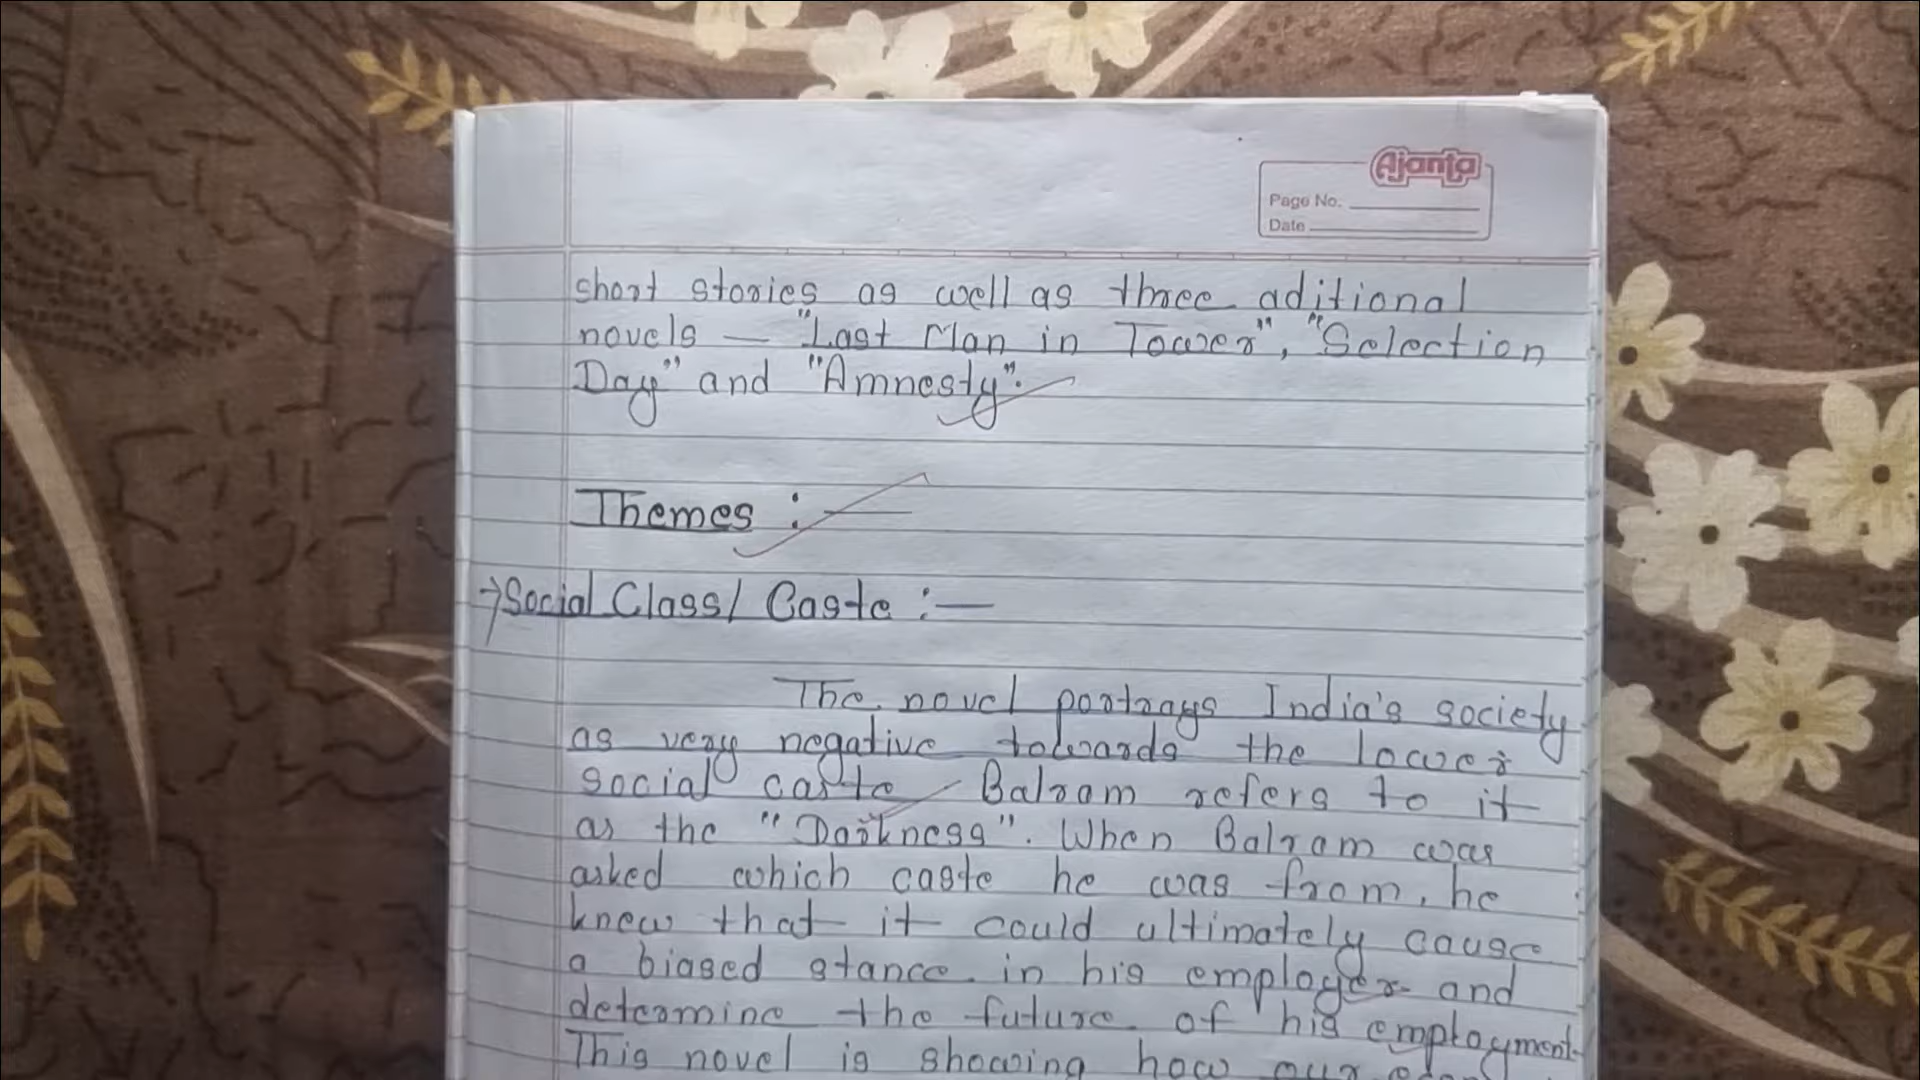 Ajanta
Page No.
Date
short stories as well as three aditional
novels — "Last Man in Tower", "Selection
Day" and "Amnesty".
Themes :—
→Social Class/ Caste :—
The novel portrays India's society
as very negative towards the lower
social caste Balram refers to it
as the "Darkness". When Balram was
asked which caste he was from, he
knew that it could ultimately cause
a biased stance in his employer and
determine the future of his employment.
This novel is showing how our